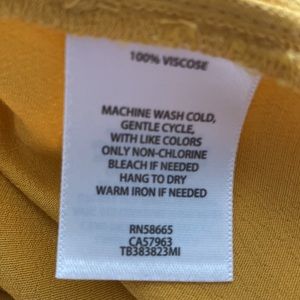 100% VISCOSE
MACHINE WASH COLD,
GENTLE CYCLE,
WITH LIKE COLORS
ONLY NON-CHLORINE
BLEACH IF NEEDED
HANG TO DRY
WARM IRON IF NEEDED
RN58665
CA57963
TB383823MI